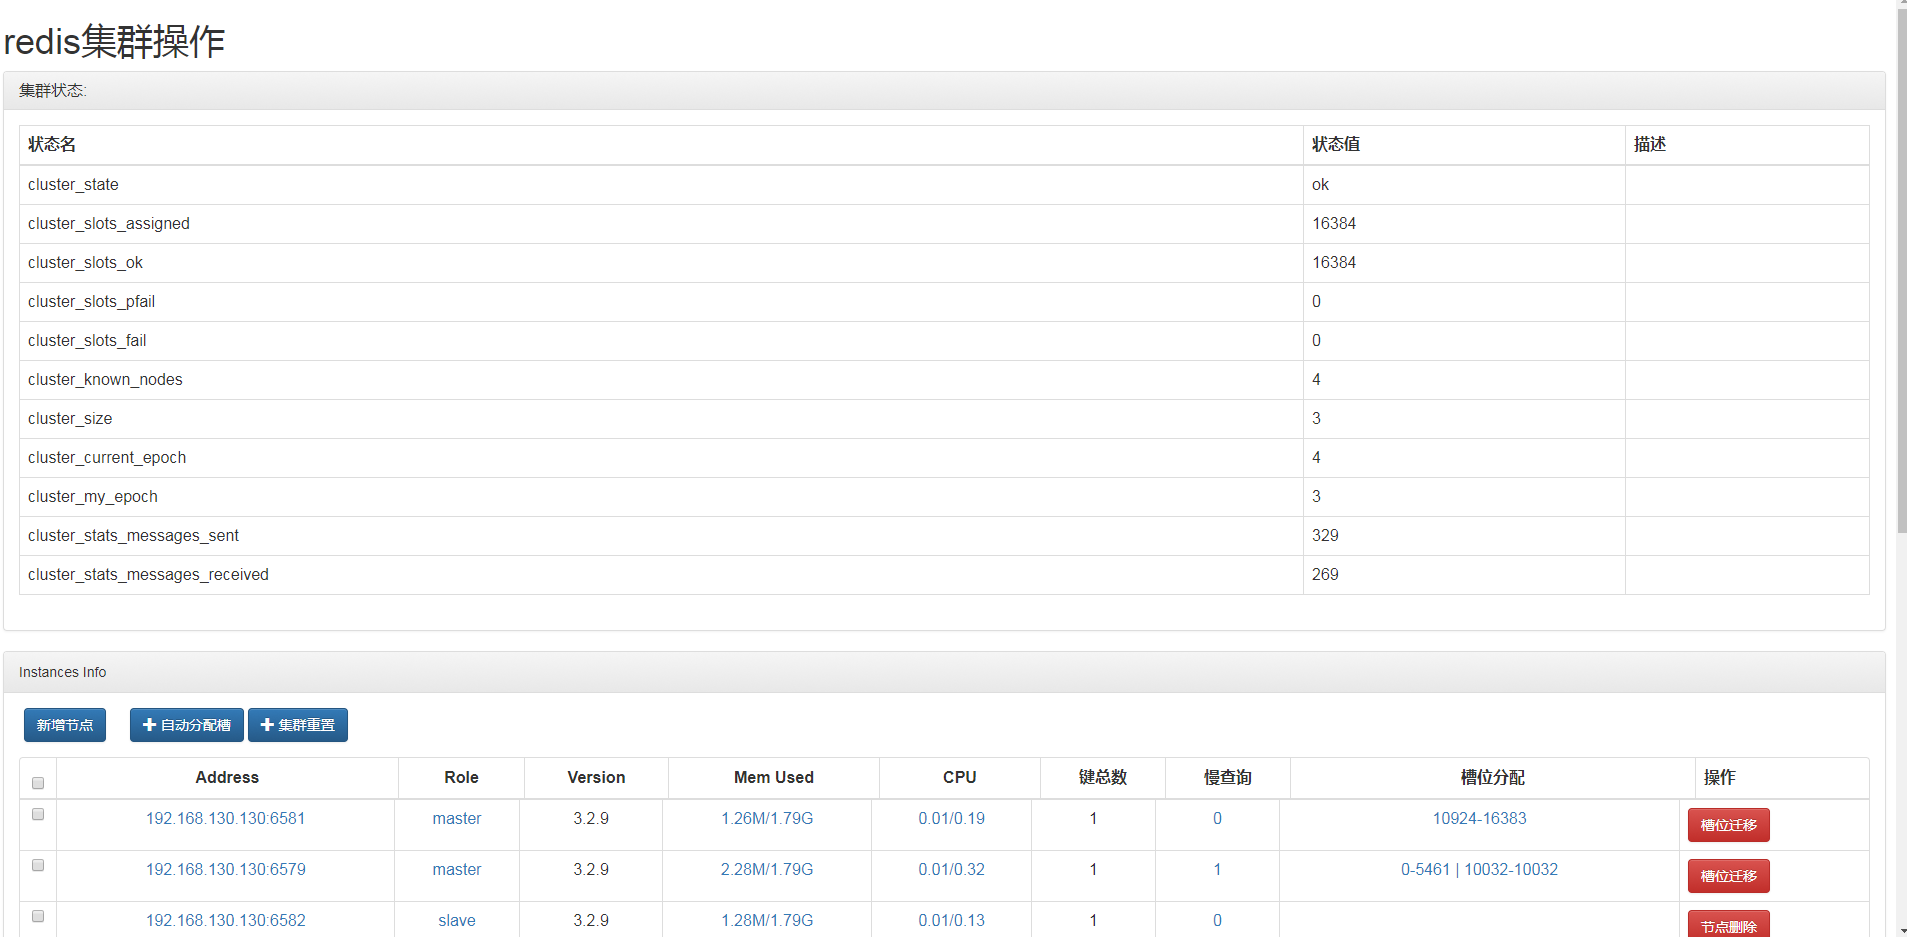 redis集群操作
集群状态:
状态名 状态值 描述
cluster_state ok
cluster_slots_assigned 16384
cluster_slots_ok 16384
cluster_slots_pfail 0
cluster_slots_fail 0
cluster_known_nodes 4
cluster_size 3
cluster_current_epoch 4
cluster_my_epoch 3
cluster_stats_messages_sent 329
cluster_stats_messages_received 269
Instances Info
新增节点 自动分配槽 集群重置
Address Role Version Mem Used CPU 键总数 慢查询 槽位分配 操作
192.168.130.130:6581 master 3.2.9 1.26M/1.79G 0.01/0.19 1 0 10924-16383 槽位迁移
192.168.130.130:6579 master 3.2.9 2.28M/1.79G 0.01/0.32 1 1 0-5461 | 10032-10032 槽位迁移
192.168.130.130:6582 slave 3.2.9 1.28M/1.79G 0.01/0.13 1 0 节点删除